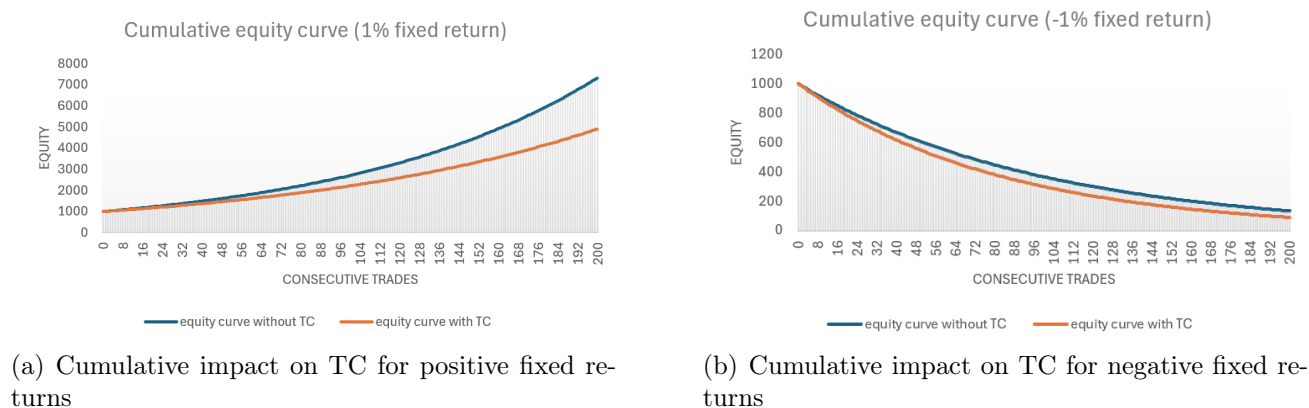 Cumulative equity curve (1% fixed return)
8000
7000
6000
5000
4000
3000
2000
1000
0
EQUITY
0 8 16 24 32 40 48 56 64 72 80 88 96 104 112 120 128 136 144 152 160 168 176 184 192 200
CONSECUTIVE TRADES
equity curve without TC equity curve with TC
(a) Cumulative impact on TC for positive fixed re-
turns
Cumulative equity curve (-1% fixed return)
1200
1000
800
600
400
200
0
EQUITY
0 8 16 24 32 40 48 56 64 72 80 88 96 104 112 120 128 136 144 152 160 168 176 184 192 200
CONSECUTIVE TRADES
equity curve without TC equity curve with TC
(b) Cumulative impact on TC for negative fixed re-
turns